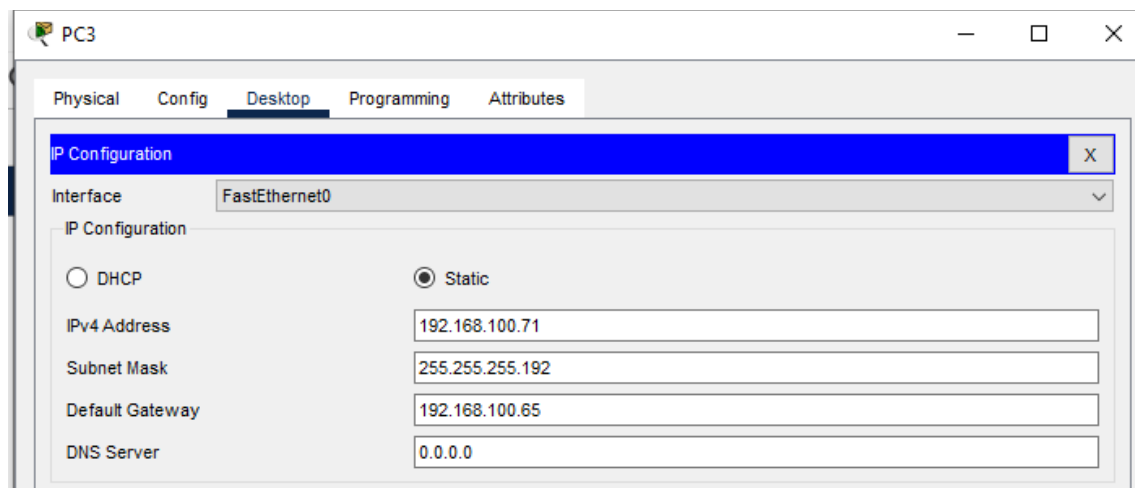 PC3
Physical Config Desktop Programming Attributes
IP Configuration X
Interface FastEthernet0
IP Configuration
DHCP Static
IPv4 Address 192.168.100.71
Subnet Mask 255.255.255.192
Default Gateway 192.168.100.65
DNS Server 0.0.0.0